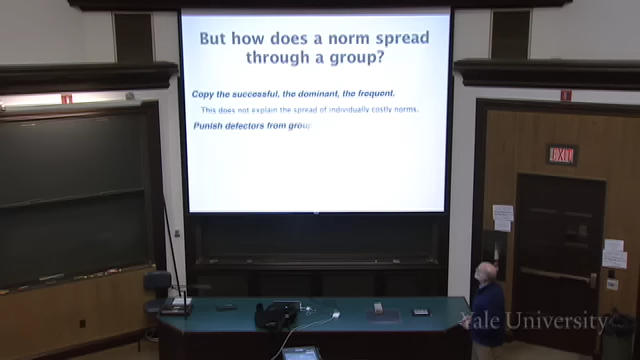 But how does a norm spread
through a group?
Copy the successful, the dominant, the frequent.
This does not explain the spread of individually costly norms.
Punish defectors from grou
EXIT
Yale University